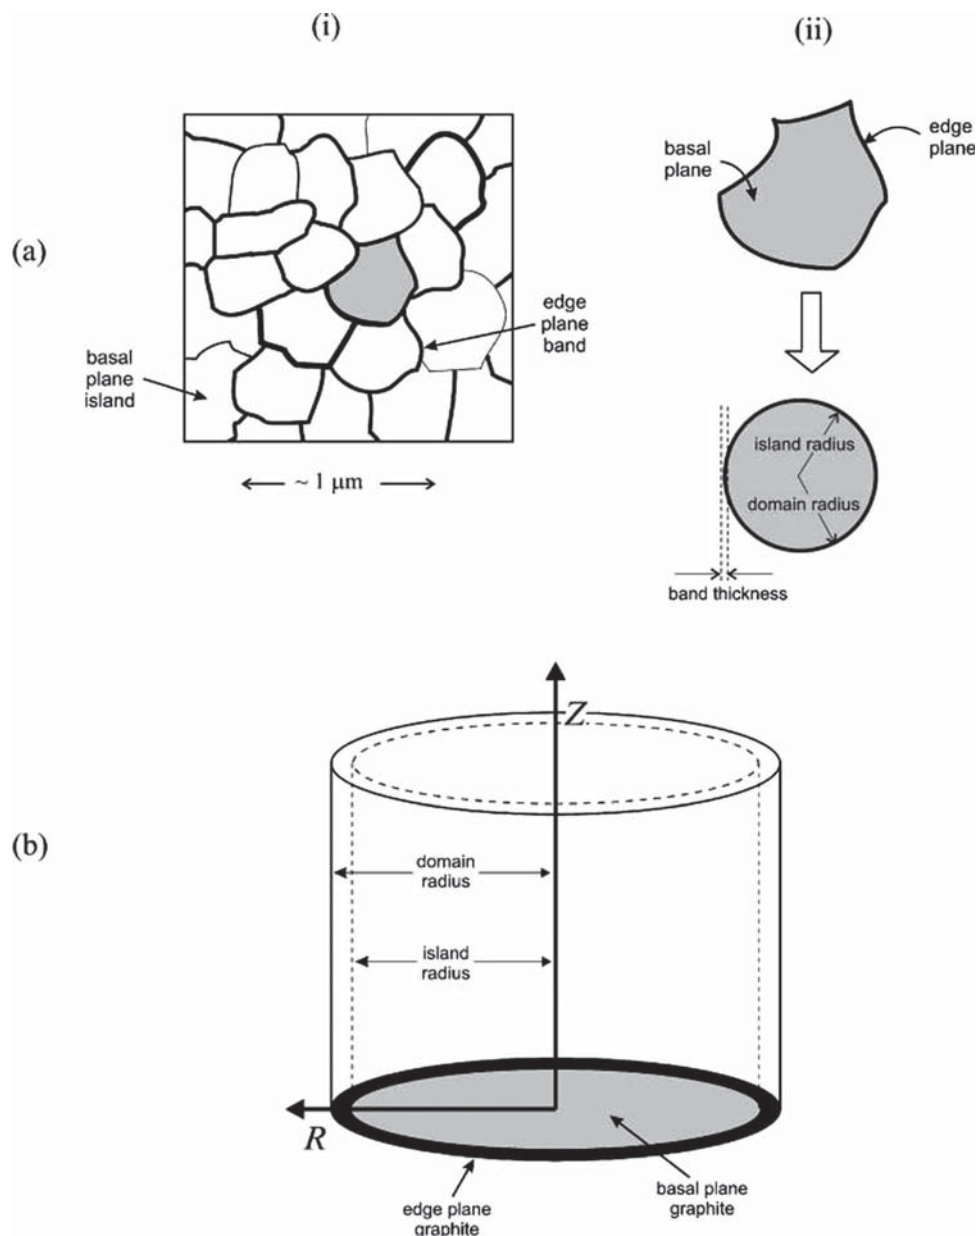 (i)
(ii)
(a)
basal
plane
island
edge
plane
band
~ 1 μm
basal
plane
edge
plane
island radius
domain radius
band thickness
(b)
Z
domain
radius
island
radius
R
edge plane
graphite
basal plane
graphite